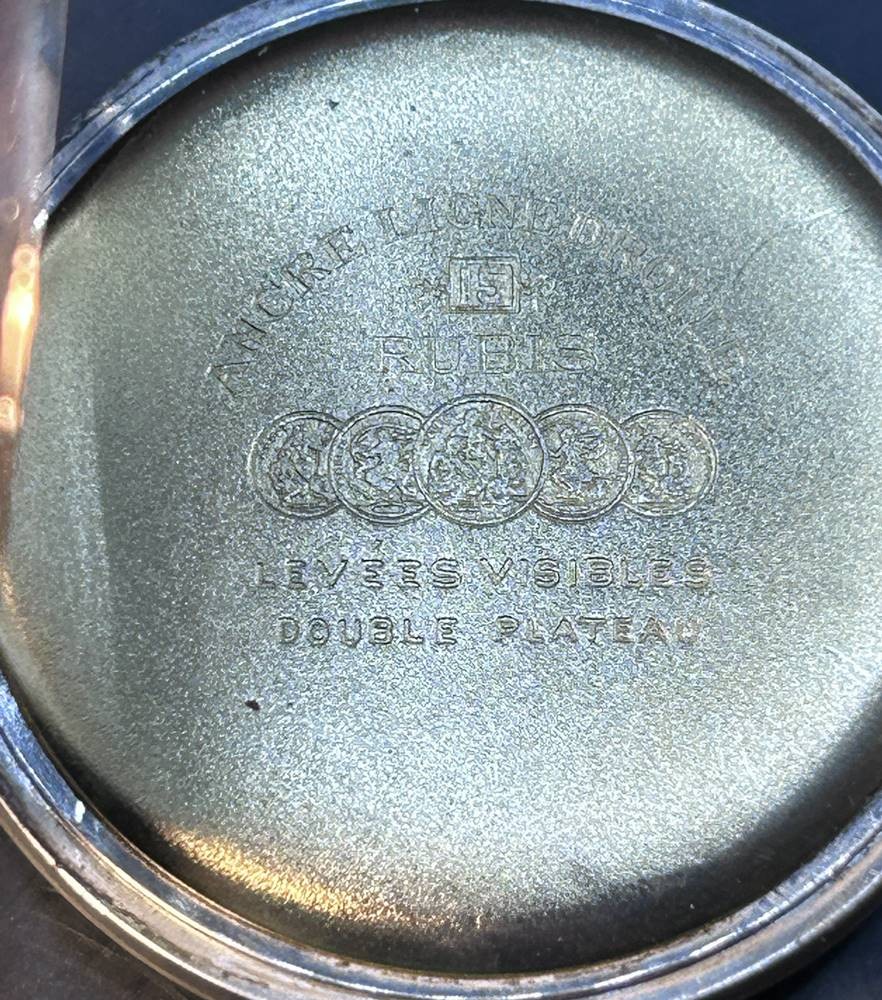 ANCRE LIGNE DROITE
15
RUBIS
LEVÉES VISIBLES
DOUBLE PLATEAU